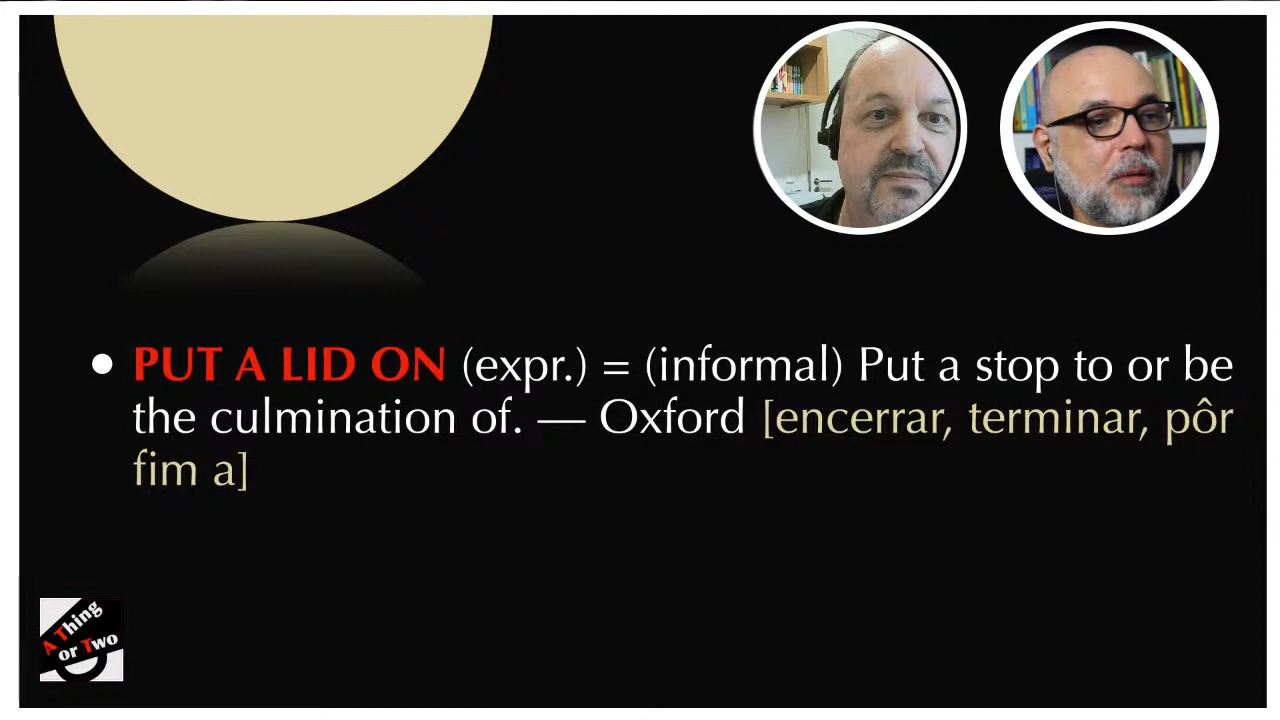 PUT A LID ON (expr.) = (informal) Put a stop to or be
the culmination of. — Oxford [encerrar, terminar, pôr
fim a]
A Thing
or Two